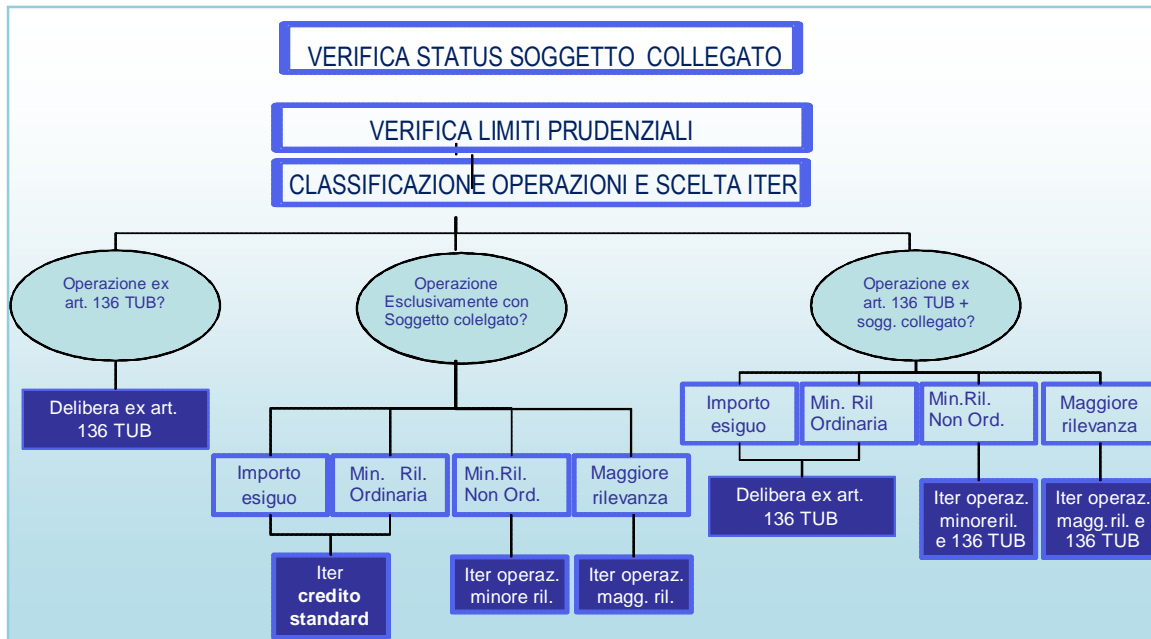 VERIFICA STATUS SOGGETTO COLLEGATO
VERIFICA LIMITI PRUDENZIALI
CLASSIFICAZIONE OPERAZIONI E SCELTA ITER
Operazione ex
art. 136 TUB?
Operazione
Esclusivamente con
Soggetto colelgato?
Operazione ex
art. 136 TUB +
sogg. collegato?
Delibera ex art.
136 TUB
Importo
esiguo
Min. Ril.
Ordinaria
Min.Ril.
Non Ord.
Maggiore
rilevanza
Iter
credito
standard
Iter operaz.
minore ril.
Iter operaz.
magg. ril.
Importo
esiguo
Min. Ril
Ordinaria
Min.Ril.
Non Ord.
Maggiore
rilevanza
Delibera ex art.
136 TUB
Iter operaz.
minore ril.
e 136 TUB
Iter operaz.
magg. ril. e
136 TUB